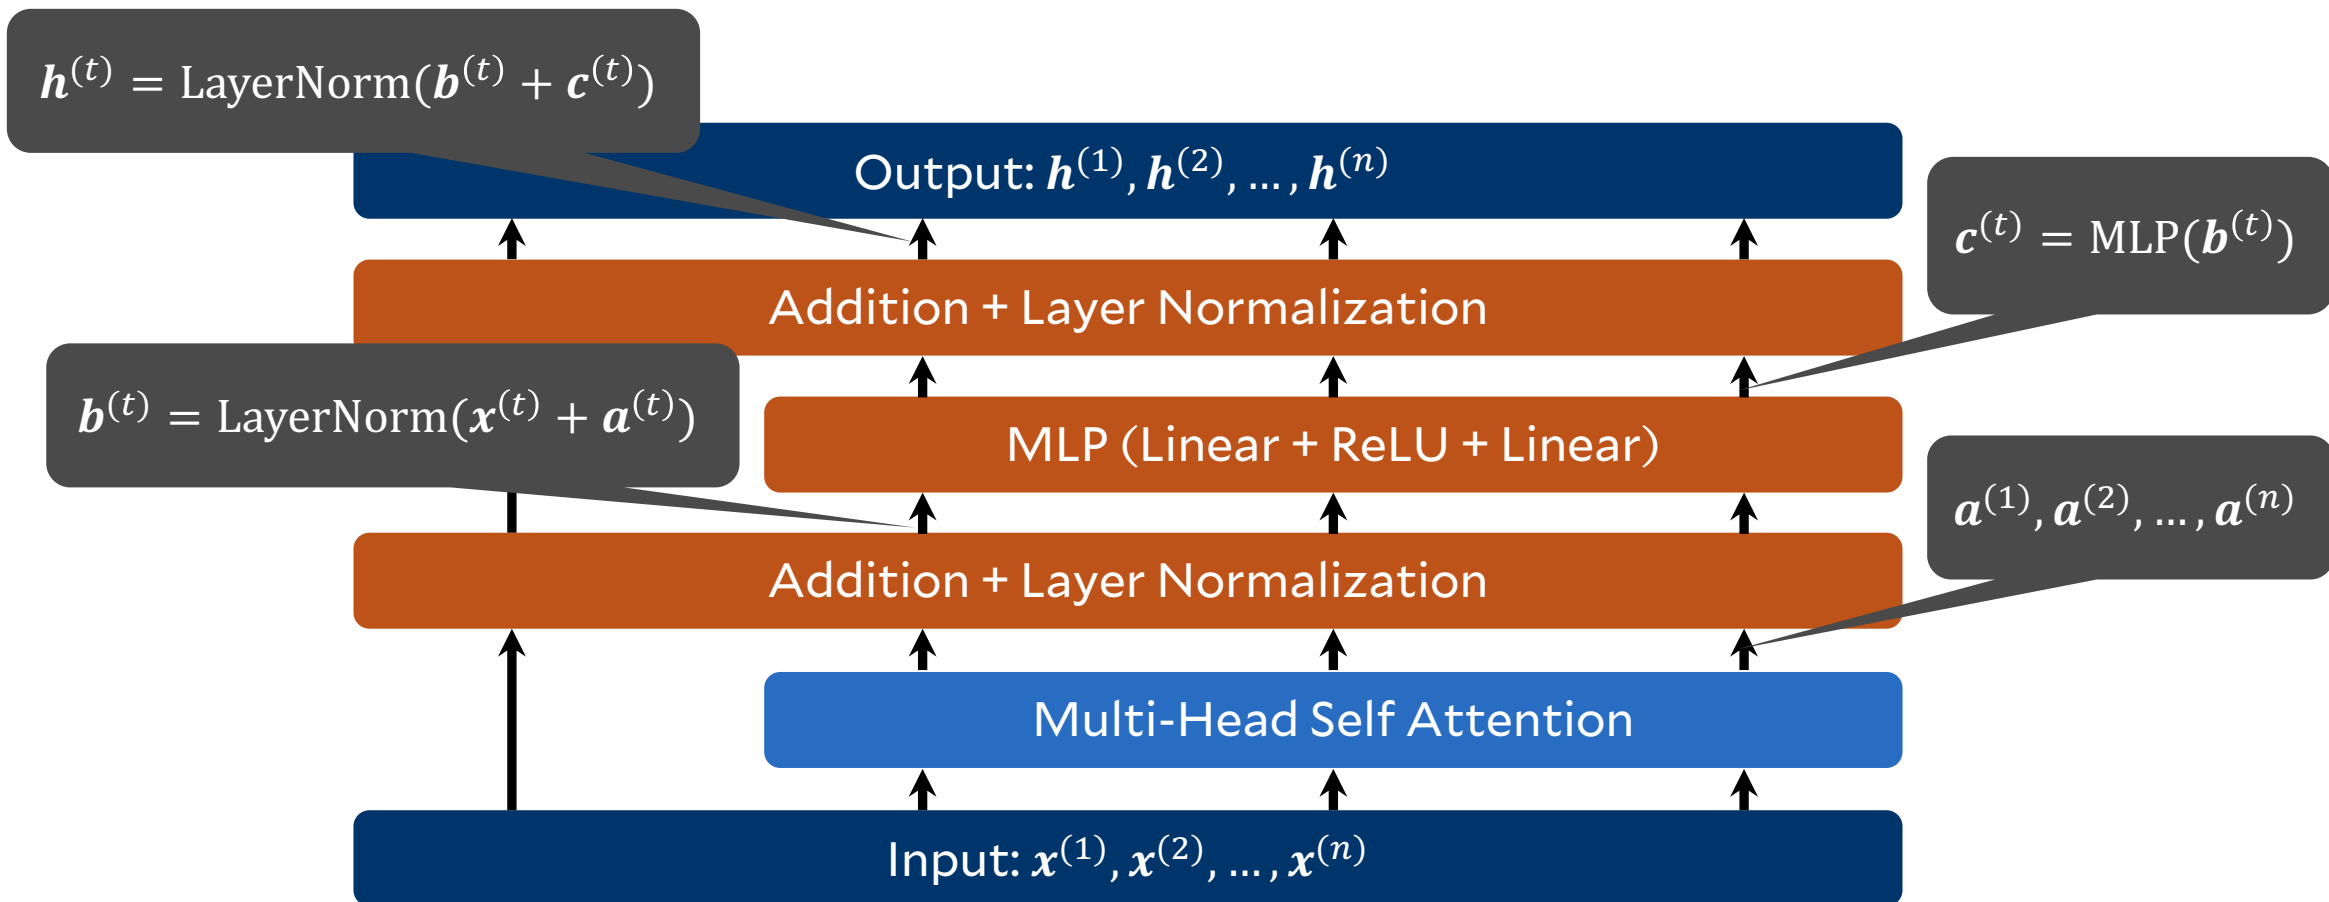 𝒉^(t) = LayerNorm(𝒃^(t) + 𝒄^(t))
Output: 𝒉^(1), 𝒉^(2), … , 𝒉^(n)
𝒄^(t) = MLP(𝒃^(t))
Addition + Layer Normalization
𝒃^(t) = LayerNorm(𝒙^(t) + 𝒂^(t))
MLP (Linear + ReLU + Linear)
𝒂^(1), 𝒂^(2), … , 𝒂^(n)
Addition + Layer Normalization
Multi-Head Self Attention
Input: 𝒙^(1), 𝒙^(2), … , 𝒙^(n)